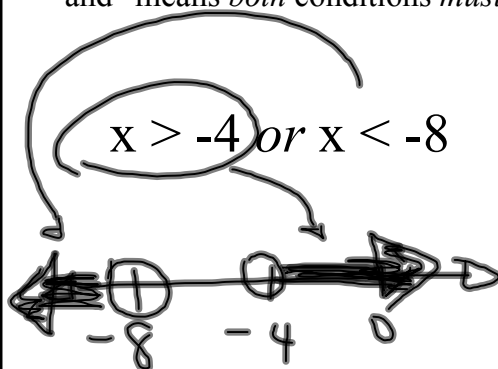 and" means both conditions must
x > -4 or x < -8
-8 -4 0